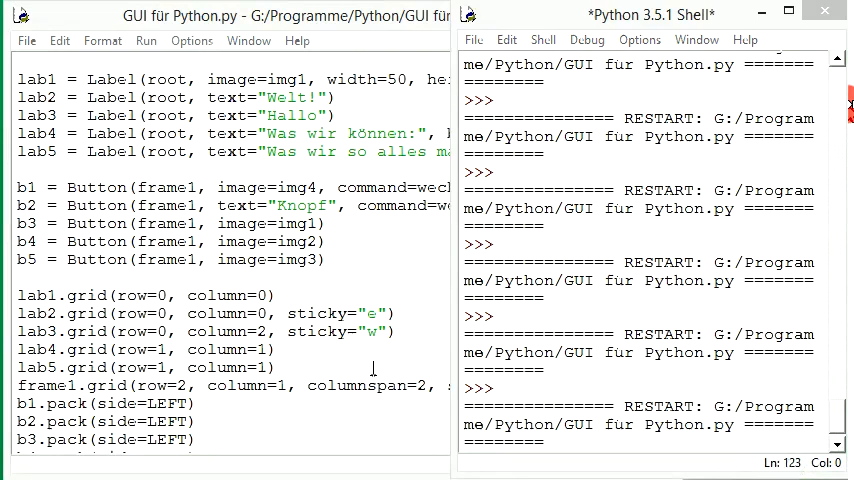 GUI für Python.py - G:/Programme/Python/GUI für
File Edit Format Run Options Window Help
lab1 = Label(root, image=img1, width=50,
lab2 = Label(root, text="Welt!")
lab3 = Label(root, text="Hallo")
lab4 = Label(root, text="Was wir können:",
lab5 = Label(root, text="Was wir so alles
b1 = Button(frame1, image=img4,
b2 = Button(frame1, text="Knopf",
b3 = Button(frame1, image=img1)
b4 = Button(frame1, image=img2)
b5 = Button(frame1, image=img3)
lab1.grid(row=0, column=0)
lab2.grid(row=0, column=0, sticky="e")
lab3.grid(row=0, column=2, sticky="w")
lab4.grid(row=1, column=1)
lab5.grid(row=1, column=1)
frame1.grid(row=2, column=1, columnspan=2,
b1.pack(side=LEFT)
b2.pack(side=LEFT)
b3.pack(side=LEFT)
*Python 3.5.1 Shell*
File Edit Shell Debug Options Window Help
me/Python/GUI für Python.py =======
========
>>>
=============== RESTART: G:/Program
me/Python/GUI für Python.py =======
========
>>>
=============== RESTART: G:/Program
me/Python/GUI für Python.py =======
========
>>>
=============== RESTART: G:/Program
me/Python/GUI für Python.py =======
========
>>>
=============== RESTART: G:/Program
me/Python/GUI für Python.py =======
========
>>>
=============== RESTART: G:/Program
me/Python/GUI für Python.py =======
========
Ln: 123 Col: 0